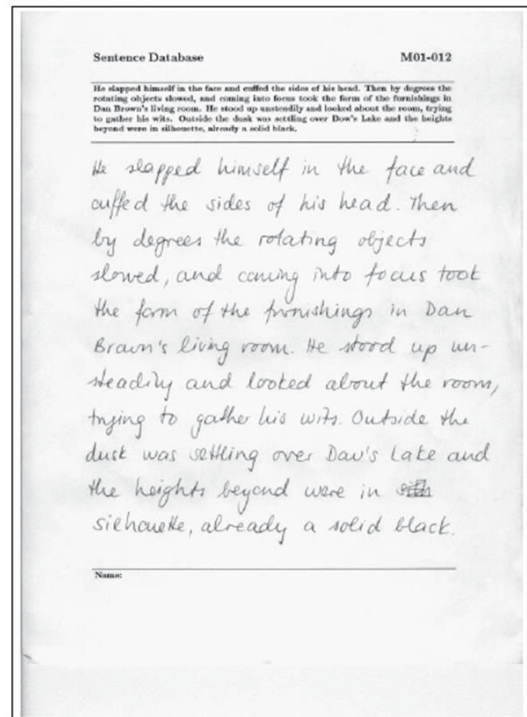 Sentence Database M01-012
He slapped himself in the face and cuffed the sides of his head. Then by degrees the
rotating objects slowed, and coming into focus took the form of the furnishings in
Dan Brown's living room. He stood up unsteadily and looked about the room, trying
to gather his wits. Outside the dusk was settling over Dow's Lake and the heights
beyond were in silhouette, already a solid black.
He slapped himself in the face and
cuffed the sides of his head. Then
by degrees the rotating objects
slowed, and coming into focus took
the form of the furnishings in Dan
Brown's living room. He stood up un-
steadily and looked about the room,
trying to gather his wits. Outside the
dusk was settling over Dow's Lake and
the heights beyond were in
silhouette, already a solid black.
Name: